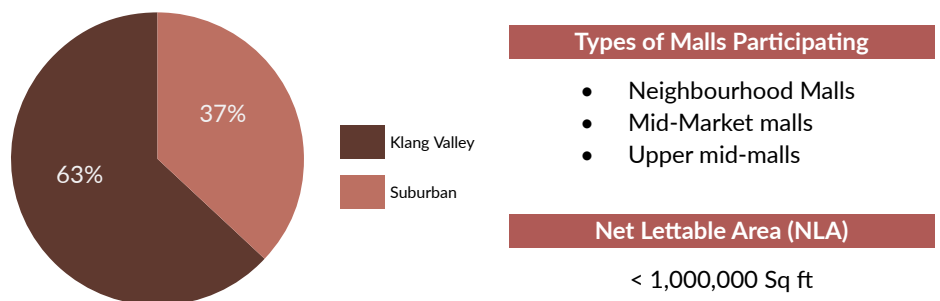 37%
63%
Klang Valley
Suburban
Types of Malls Participating
• Neighbourhood Malls
• Mid-Market malls
• Upper mid-malls
Net Lettable Area (NLA)
< 1,000,000 Sq ft